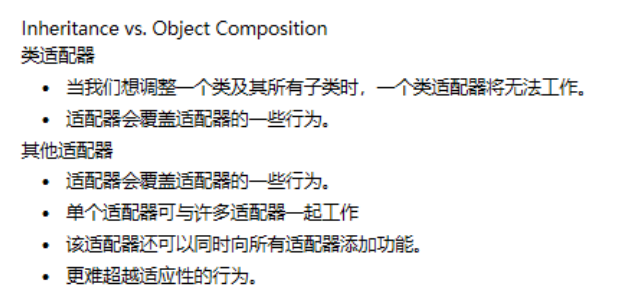 Inheritance vs. Object Composition
类适配器
• 当我们想调整一个类及其所有子类时，一个类适配器将无法工作。
• 适配器会覆盖适配器的一些行为。
其他适配器
• 适配器会覆盖适配器的一些行为。
• 单个适配器可与许多适配器一起工作
• 该适配器还可以同时向所有适配器添加功能。
• 更难超越适应性的行为。